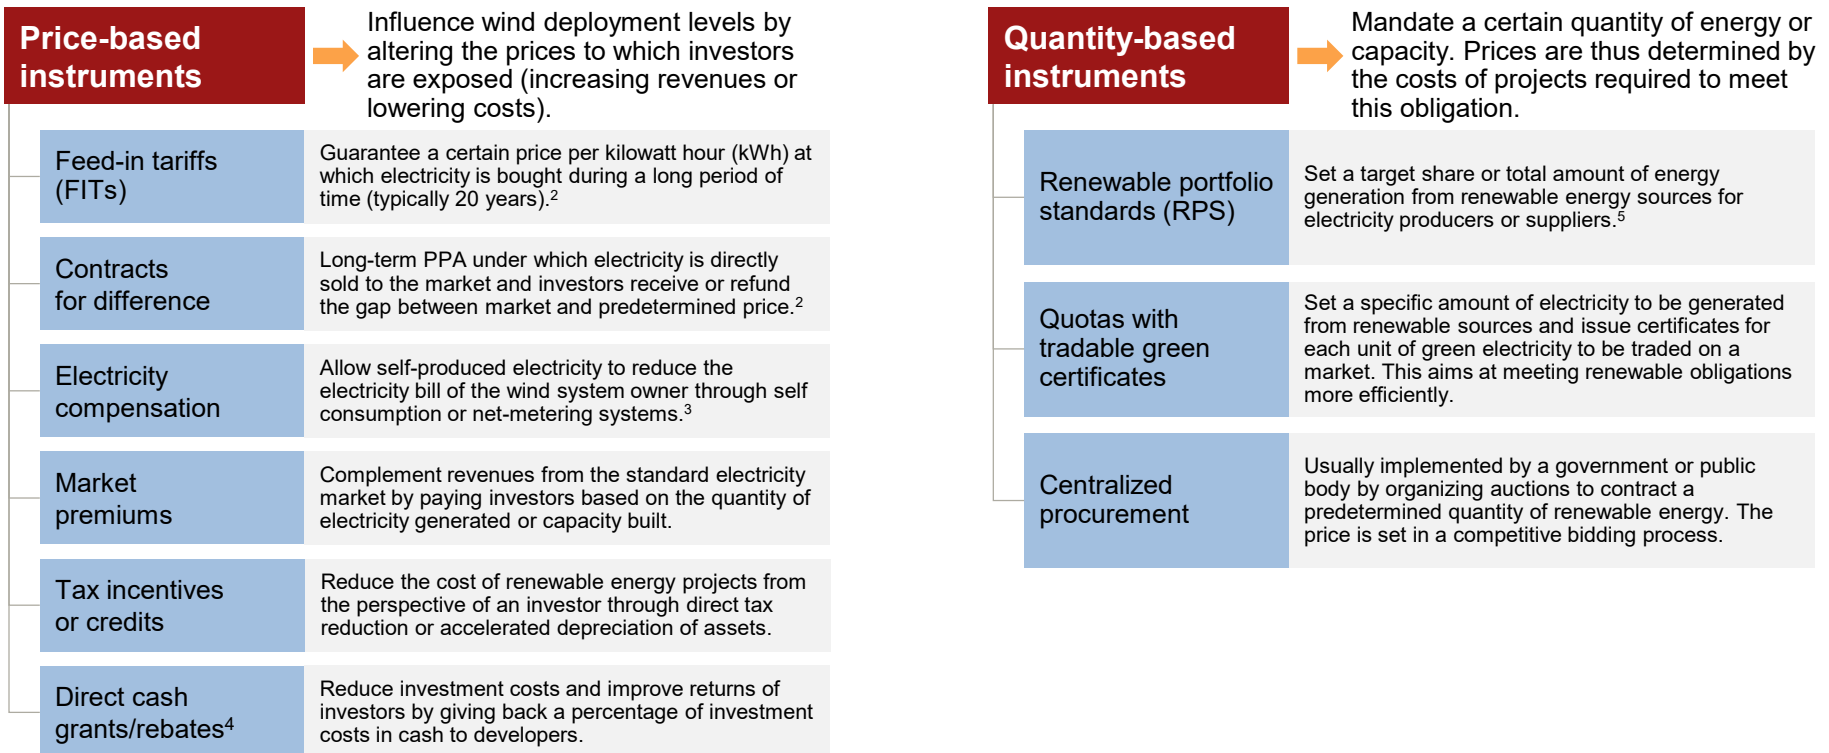 Price-based
instruments
Influence wind deployment levels by
altering the prices to which investors
are exposed (increasing revenues or
lowering costs).
Feed-in tariffs
(FITs)
Guarantee a certain price per kilowatt hour (kWh) at
which electricity is bought during a long period of
time (typically 20 years).²
Contracts
for difference
Long-term PPA under which electricity is directly
sold to the market and investors receive or refund
the gap between market and predetermined price.²
Electricity
compensation
Allow self-produced electricity to reduce the
electricity bill of the wind system owner through self
consumption or net-metering systems.³
Market
premiums
Complement revenues from the standard electricity
market by paying investors based on the quantity of
electricity generated or capacity built.
Tax incentives
or credits
Reduce the cost of renewable energy projects from
the perspective of an investor through direct tax
reduction or accelerated depreciation of assets.
Direct cash
grants/rebates⁴
Reduce investment costs and improve returns of
investors by giving back a percentage of investment
costs in cash to developers.
Quantity-based
instruments
Mandate a certain quantity of energy or
capacity. Prices are thus determined by
the costs of projects required to meet
this obligation.
Renewable portfolio
standards (RPS)
Set a target share or total amount of energy
generation from renewable energy sources for
electricity producers or suppliers.⁵
Quotas with
tradable green
certificates
Set a specific amount of electricity to be generated
from renewable sources and issue certificates for
each unit of green electricity to be traded on a
market. This aims at meeting renewable obligations
more efficiently.
Centralized
procurement
Usually implemented by a government or public
body by organizing auctions to contract a
predetermined quantity of renewable energy. The
price is set in a competitive bidding process.